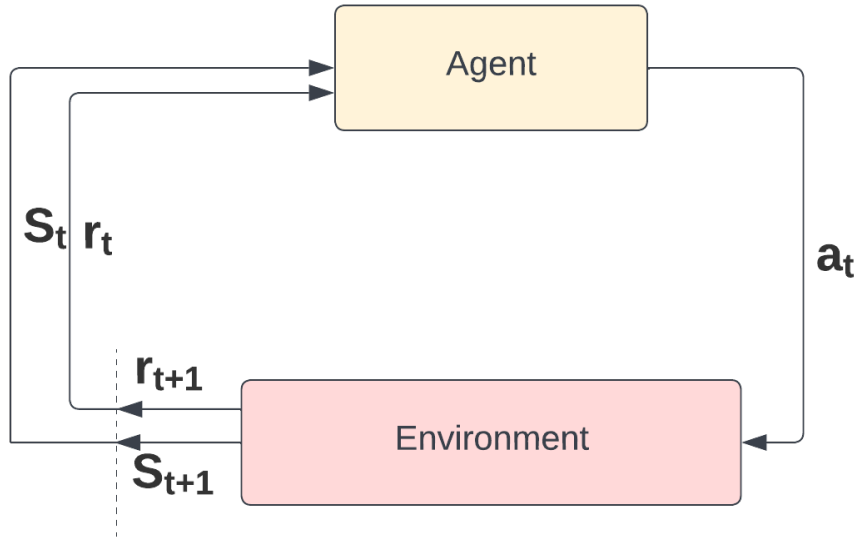 Agent
St
rt
at
rt+1
Environment
St+1